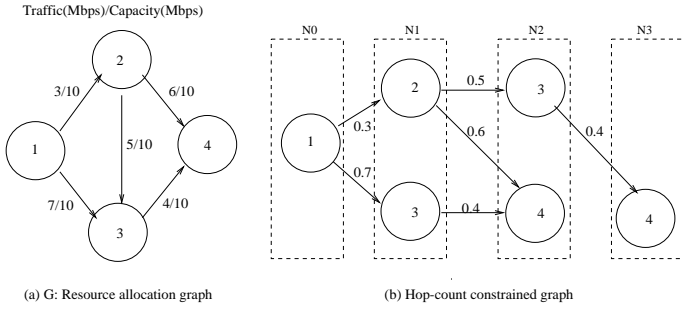 Traffic(Mbps)/Capacity(Mbps)
N0 N1 N2 N3
2
3/10 6/10
1 5/10 4
7/10 4/10
3
2 0.5 3
1 0.3 0.6 0.4
0.7
3 0.4 4 4
(a) G: Resource allocation graph
(b) Hop-count constrained graph